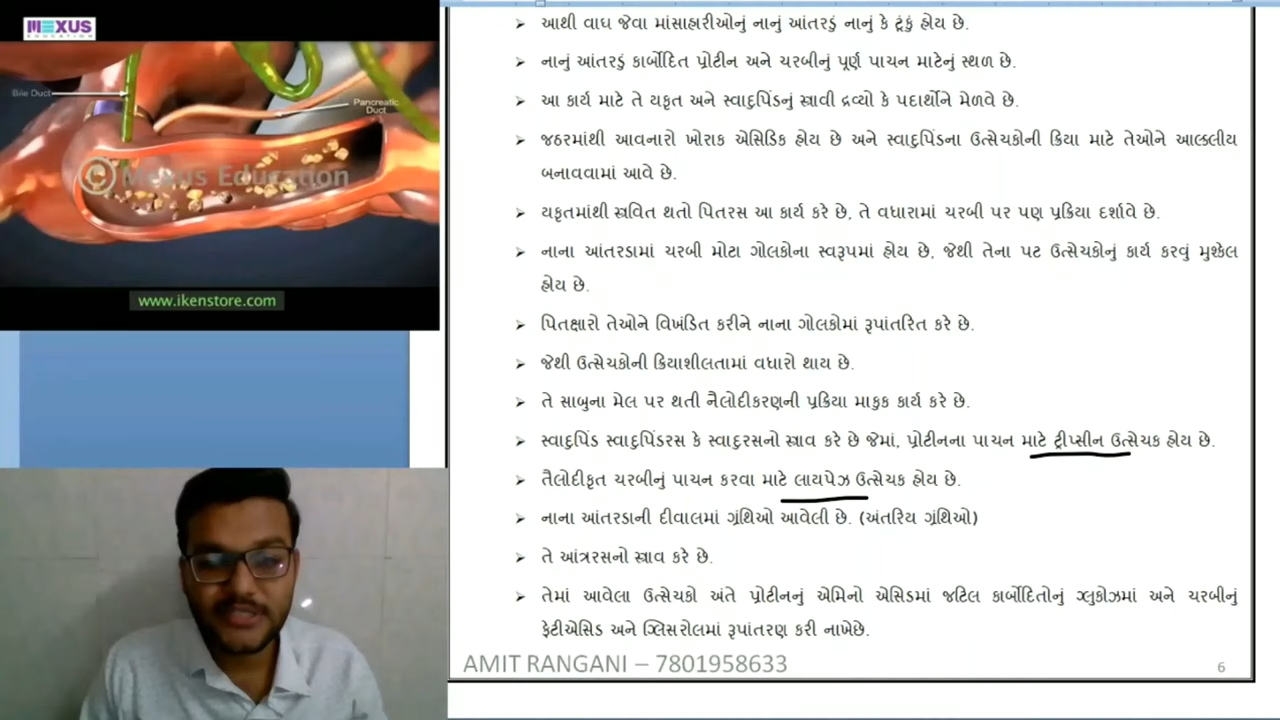 MEXUS
EDUCATION
Bile Duct
Pancreatic
Duct
© Mexus Education
www.ikenstore.com
➢ આથી વાઘ જેવા માંસાહારીઓનું નાનું આંતરડું નાનું કે ટૂંકું હોય છે.
➢ નાનું આંતરડું કાર્બોદિત પ્રોટીન અને ચરબીનું પૂર્ણ પાચન માટેનું સ્થળ છે.
➢ આ કાર્ય માટે તે યકૃત અને સ્વાદુપિંડનું સ્ત્રાવી દ્રવ્યો કે પદાર્થોને મેળવે છે.
➢ જઠરમાંથી આવનારો ખોરાક એસિડિક હોય છે અને સ્વાદુપિંડના ઉત્સેચકોની ક્રિયા માટે તેઓને આલ્ક્લીય
બનાવવામાં આવે છે.
➢ યકૃતમાંથી સ્ત્રવિત થતો પિતરસ આ કાર્ય કરે છે, તે વધારામાં ચરબી પર પણ પ્રક્રિયા દર્શાવે છે.
➢ નાના આંતરડામાં ચરબી મોટા ગોલકોના સ્વરૂપમાં હોય છે, જેથી તેના પટ ઉત્સેચકોનું કાર્ય કરવું મુશ્કેલ
હોય છે.
➢ પિતક્ષારો તેઓને વિખંડિત કરીને નાના ગોલકોમાં રૂપાંતરિત કરે છે.
➢ જેથી ઉત્સેચકોની ક્રિયાશીલતામાં વધારો થાય છે.
➢ તે સાબુના મેલ પર થતી નૈલોદીકરણની પ્રક્રિયા માકુક કાર્ય કરે છે.
➢ સ્વાદુપિંડ સ્વાદુપિંડરસ કે સ્વાદુરસનો સ્ત્રાવ કરે છે જેમાં, પ્રોટીનના પાચન માટે ટ્રીપ્સીન ઉત્સેચક હોય છે.
➢ તૈલોદીકૃત ચરબીનું પાચન કરવા માટે લાયપેઝ ઉત્સેચક હોય છે.
➢ નાના આંતરડાની દીવાલમાં ગ્રંથિઓ આવેલી છે. (અંતરિય ગ્રંથિઓ)
➢ તે આંત્રરસનો સ્ત્રાવ કરે છે.
➢ તેમાં આવેલા ઉત્સેચકો અંતે પ્રોટીનનું એમિનો એસિડમાં જટિલ કાર્બોદિતોનું ગ્લુકોઝમાં અને ચરબીનું
ફેટીએસિડ અને ગ્લિસરોલમાં રૂપાંતરણ કરી નાખેછે.
AMIT RANGANI – 7801958633
6